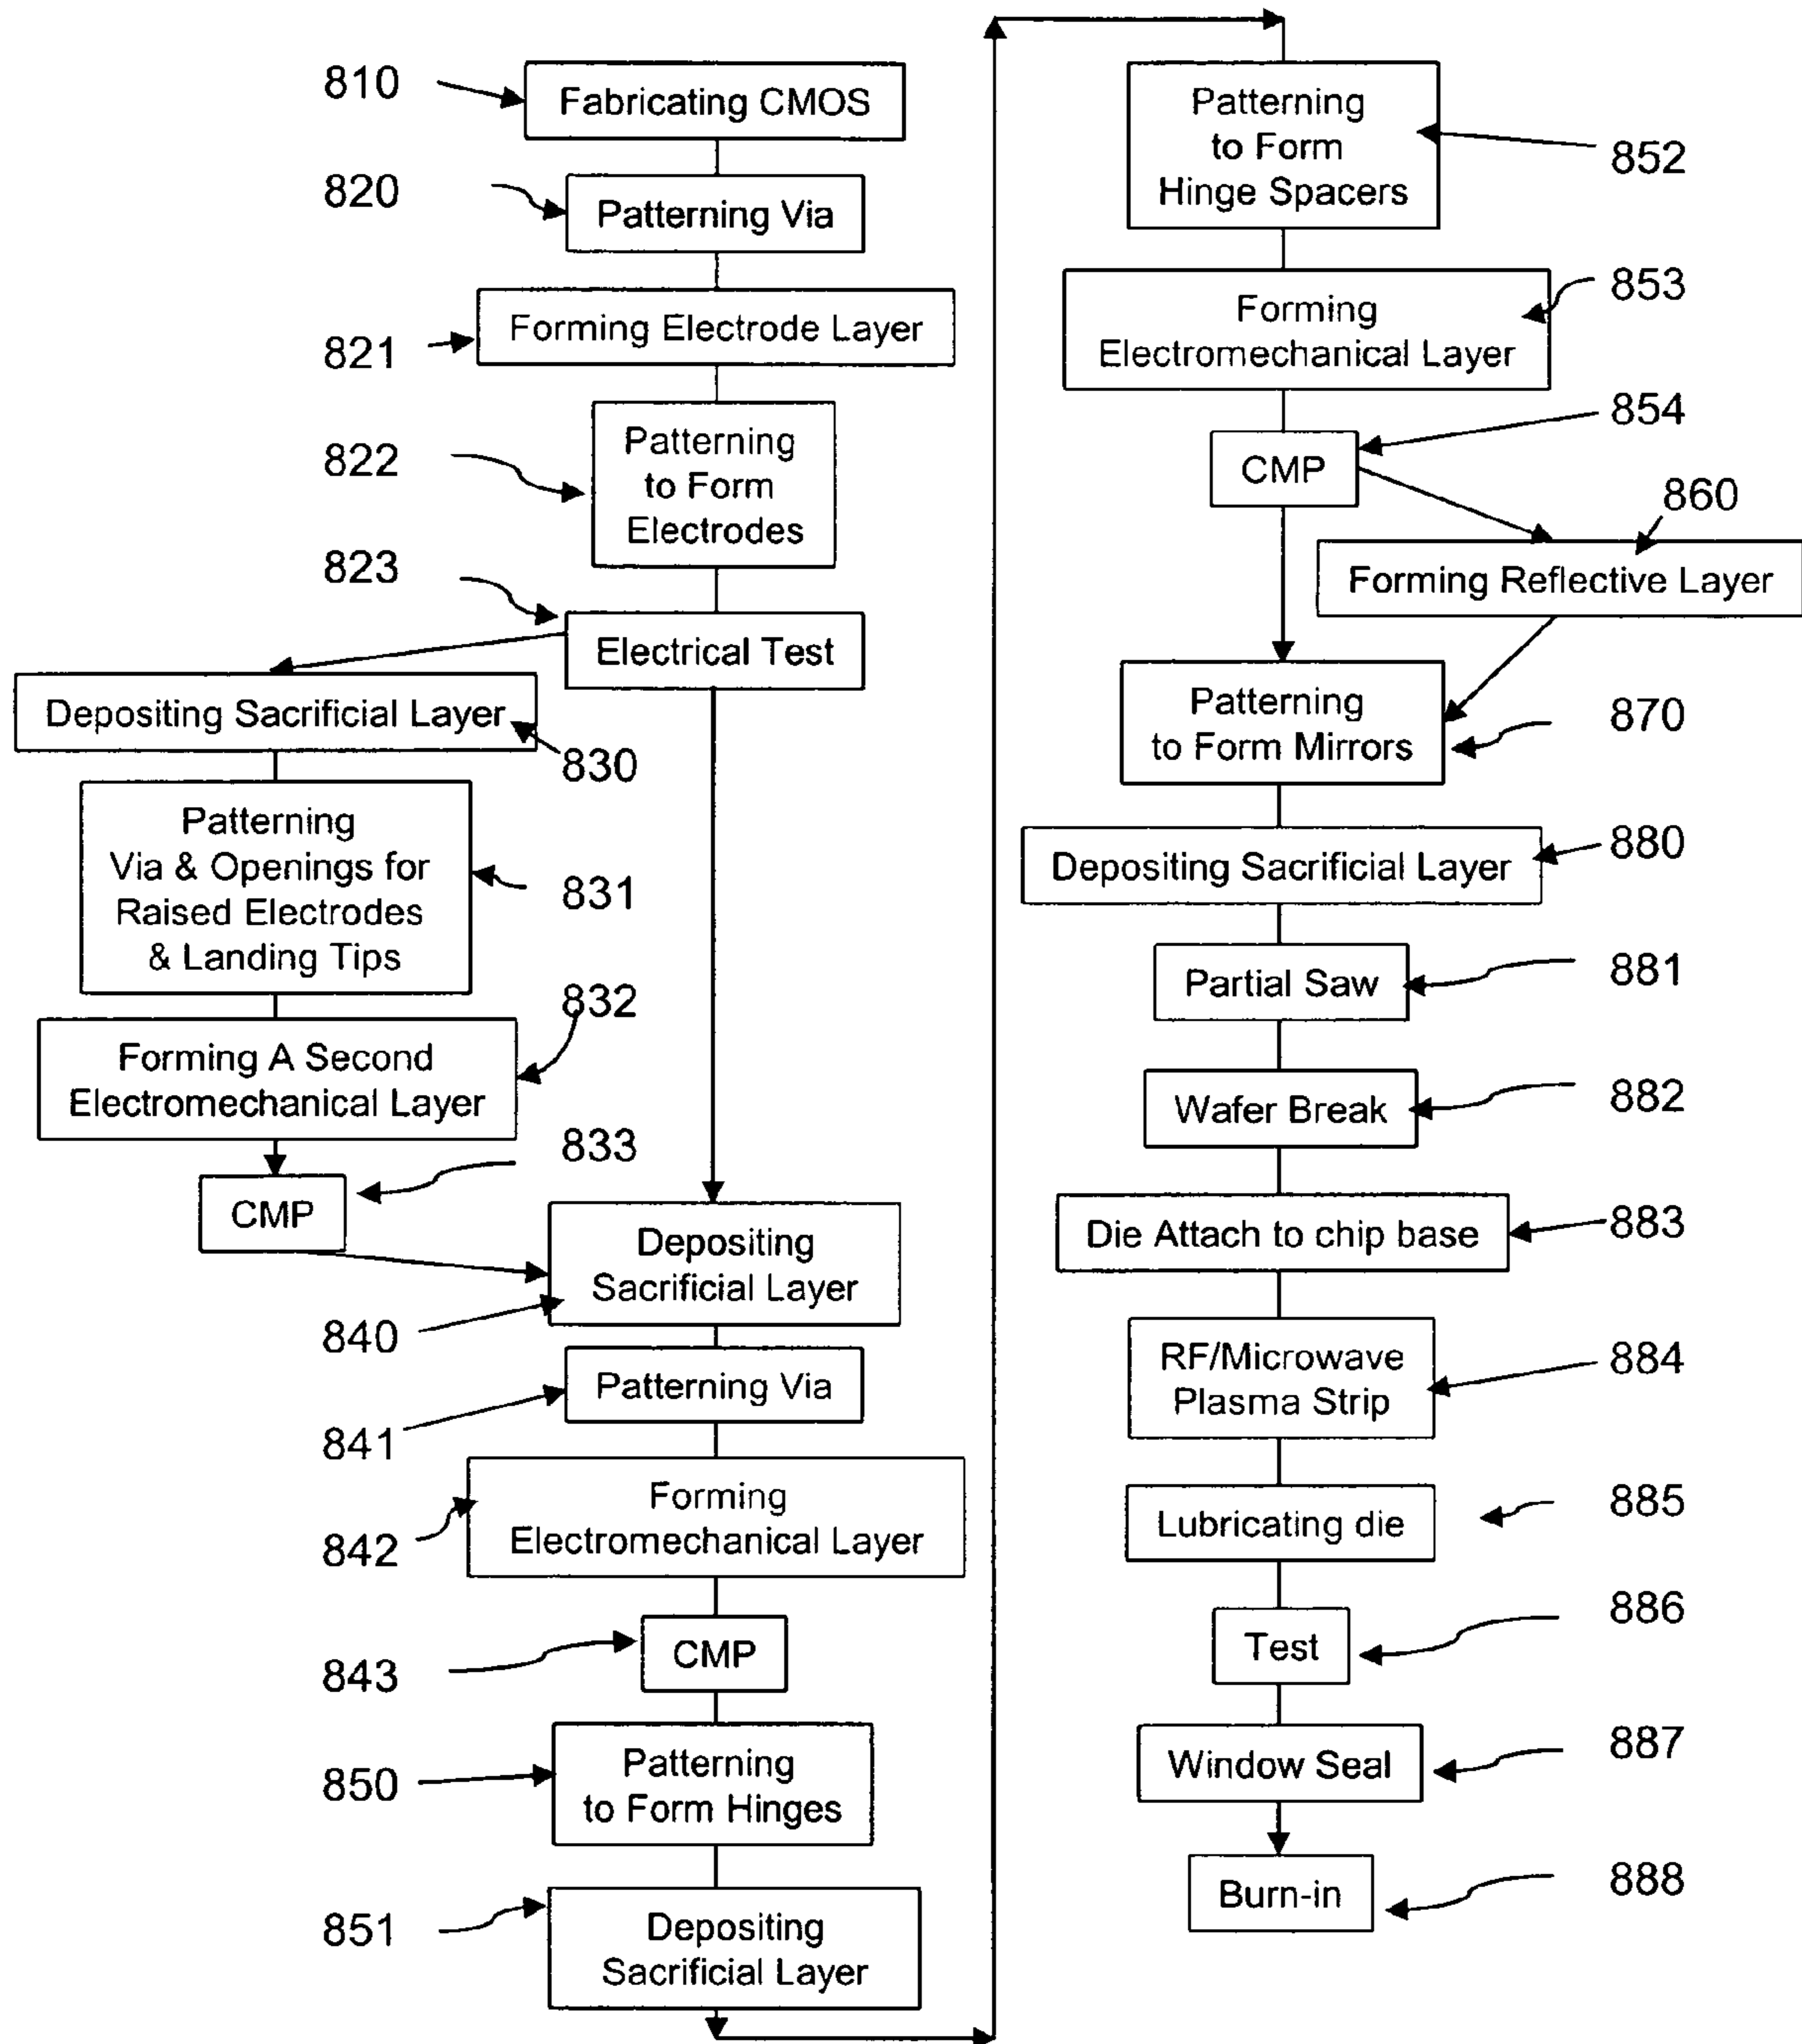 810
Fabricating CMOS
820
Patterning Via
821
Forming Electrode Layer
822
Patterning
to Form
Electrodes
823
Electrical Test
Depositing Sacrificial Layer
830
Patterning
Via & Openings for
Raised Electrodes
& Landing Tips
831
832
Forming A Second
Electromechanical Layer
833
CMP
Depositing
Sacrificial Layer
840
Patterning Via
841
Forming
Electromechanical Layer
842
CMP
843
Patterning
to Form Hinges
850
Depositing
Sacrificial Layer
851
Patterning
to Form
Hinge Spacers
852
Forming
Electromechanical Layer
853
CMP
854
860
Forming Reflective Layer
Patterning
to Form Mirrors
870
Depositing Sacrificial Layer
880
Partial Saw
881
Wafer Break
882
Die Attach to chip base
883
RF/Microwave
Plasma Strip
884
Lubricating die
885
Test
886
Window Seal
887
Burn-in
888